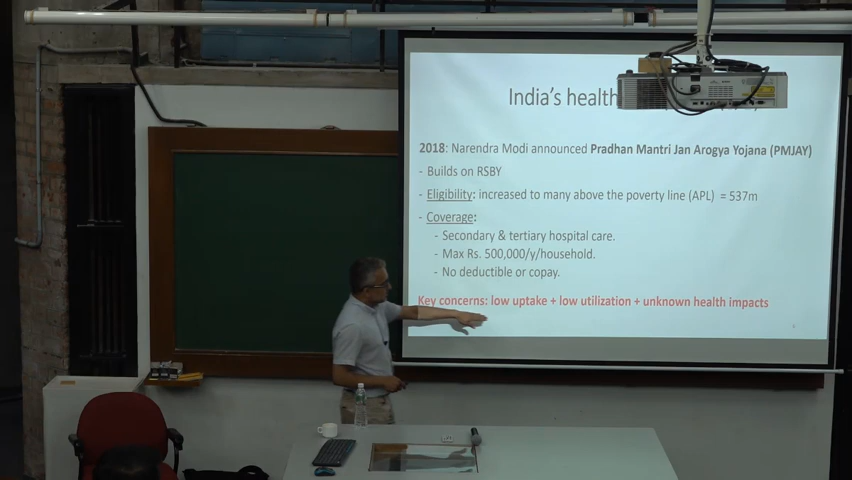 India's health
2018: Narendra Modi announced Pradhan Mantri Jan Arogya Yojana (PMJAY)
- Builds on RSBY
- Eligibility: increased to many above the poverty line (APL) = 537m
- Coverage:
- Secondary & tertiary hospital care.
- Max Rs. 500,000/y/household.
- No deductible or copay.
Key concerns: low uptake + low utilization + unknown health impacts